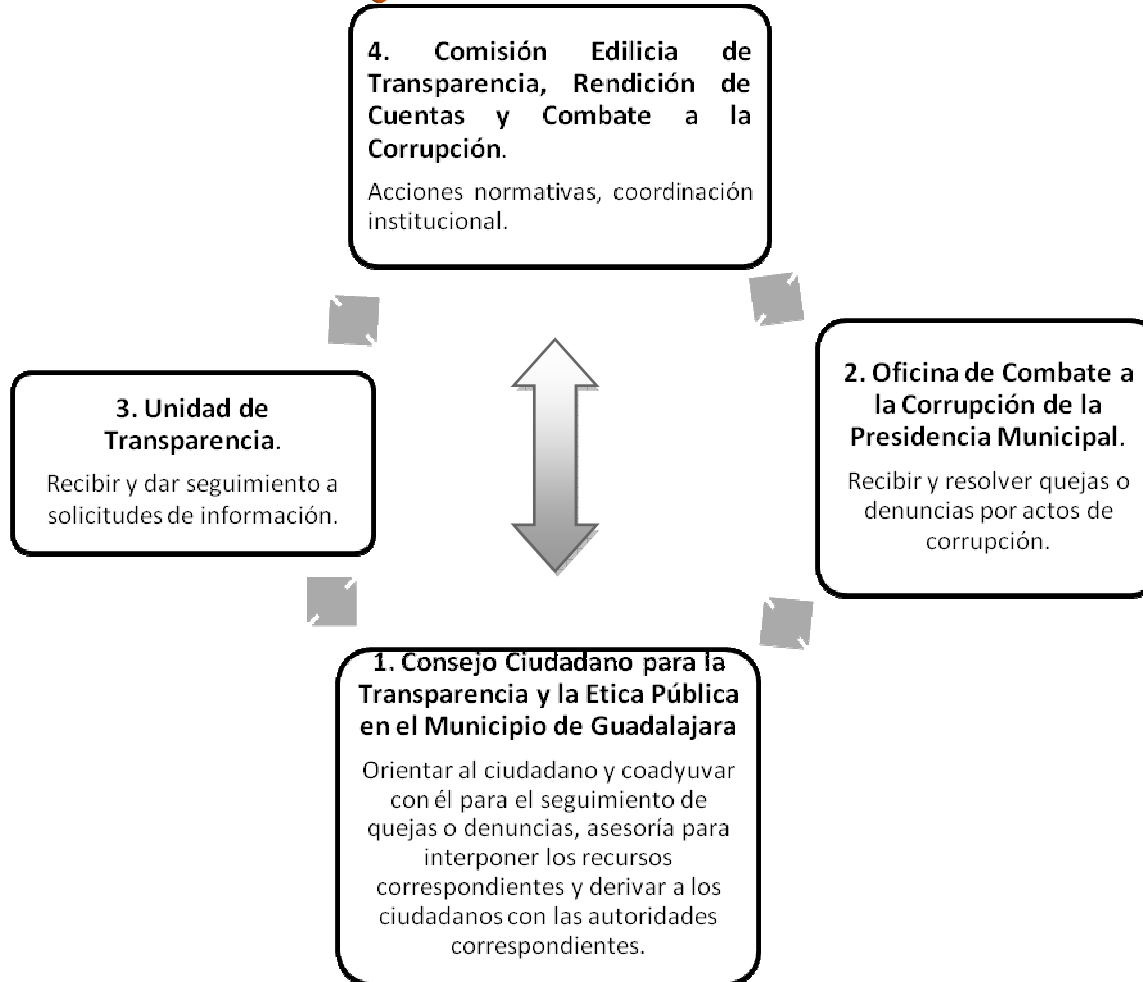 4. Comisión Edilicia de
Transparencia, Rendición de
Cuentas y Combate a la
Corrupción.
Acciones normativas, coordinación
institucional.
3. Unidad de
Transparencia.
Recibir y dar seguimiento a
solicitudes de información.
2. Oficina de Combate a
la Corrupción de la
Presidencia Municipal.
Recibir y resolver quejas o
denuncias por actos de
corrupción.
1. Consejo Ciudadano para la
Transparencia y la Etica Pública
en el Municipio de Guadalajara
Orientar al ciudadano y coadyuvar
con él para el seguimiento de
quejas o denuncias, asesoría para
interponer los recursos
correspondientes y derivar a los
ciudadanos con las autoridades
correspondientes.